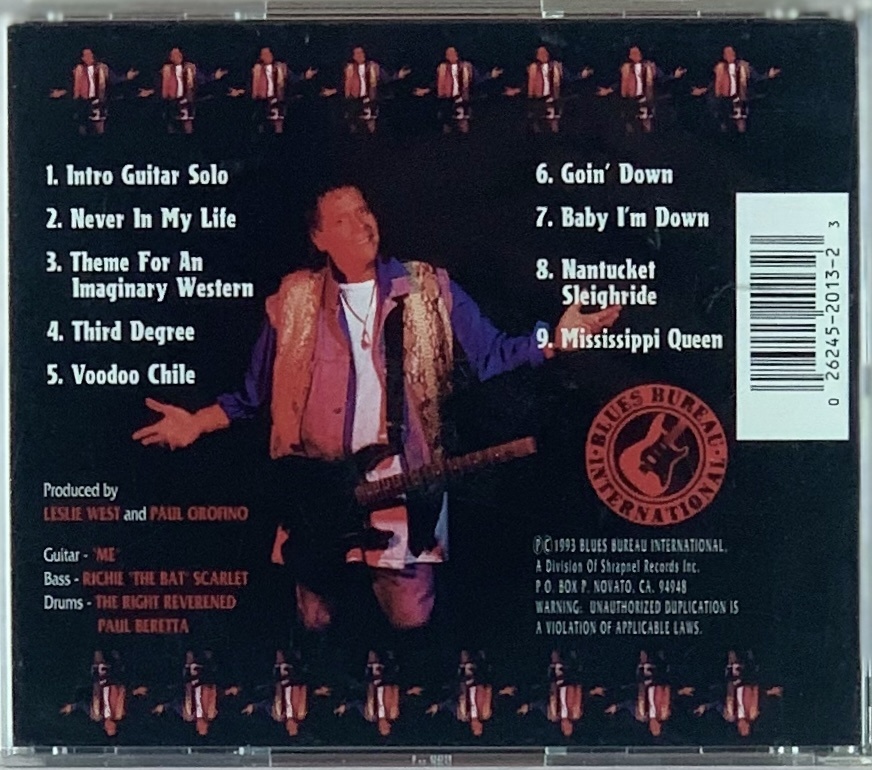 1. Intro Guitar Solo
2. Never In My Life
3. Theme For An
Imaginary Western
4. Third Degree
5. Voodoo Chile
6. Goin' Down
7. Baby I'm Down
8. Nantucket
Sleighride
9. Mississippi Queen
0 26245-2013-2 3
Produced by
LESLIE WEST and PAUL OROFINO
Guitar - "ME"
Bass - RICHIE "THE BAT" SCARLET
Drums - THE RIGHT REVERENED
PAUL BERETTA
·BLUES BUREAU·
INTERNATIONAL
℗©1993 BLUES BUREAU INTERNATIONAL.
A Division Of Shrapnel Records Inc.
P.O. BOX P. NOVATO, CA. 94948
WARNING: UNAUTHORIZED DUPLICATION IS
A VIOLATION OF APPLICABLE LAWS.